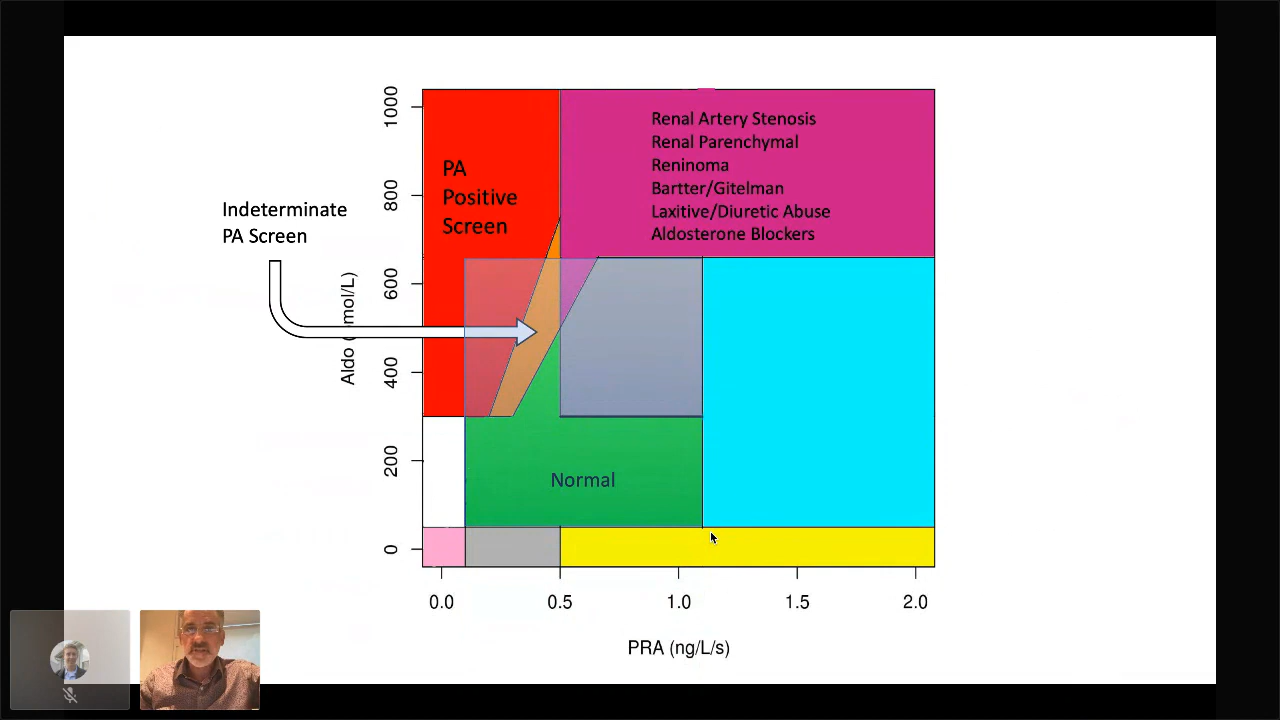 Renal Artery Stenosis
Renal Parenchymal
Reninoma
Bartter/Gitelman
Laxitive/Diuretic Abuse
Aldosterone Blockers
PA
Positive
Screen
Indeterminate
PA Screen
Normal
Aldo mol/L)
1000
800
600
400
200
0
0.0 0.5 1.0 1.5 2.0
PRA (ng/L/s)